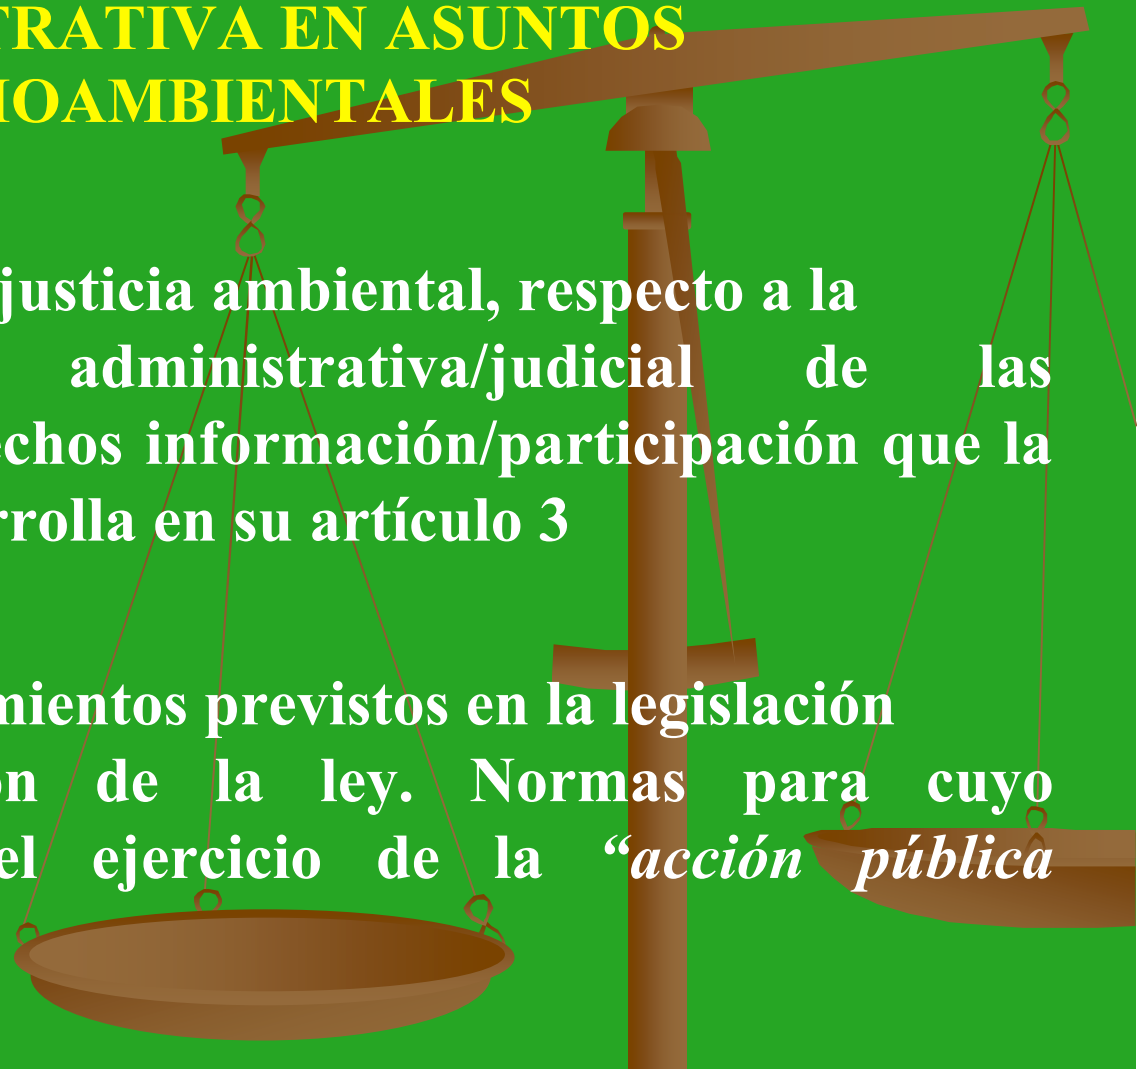 TRATIVA EN ASUNTOS
IOAMBIENTALES
justicia ambiental, respecto a la
administrativa/judicial de las
echos información/participación que la
rrolla en su artículo 3
mientos previstos en la legislación
ón de la ley. Normas para cuyo
el ejercicio de la “acción pública